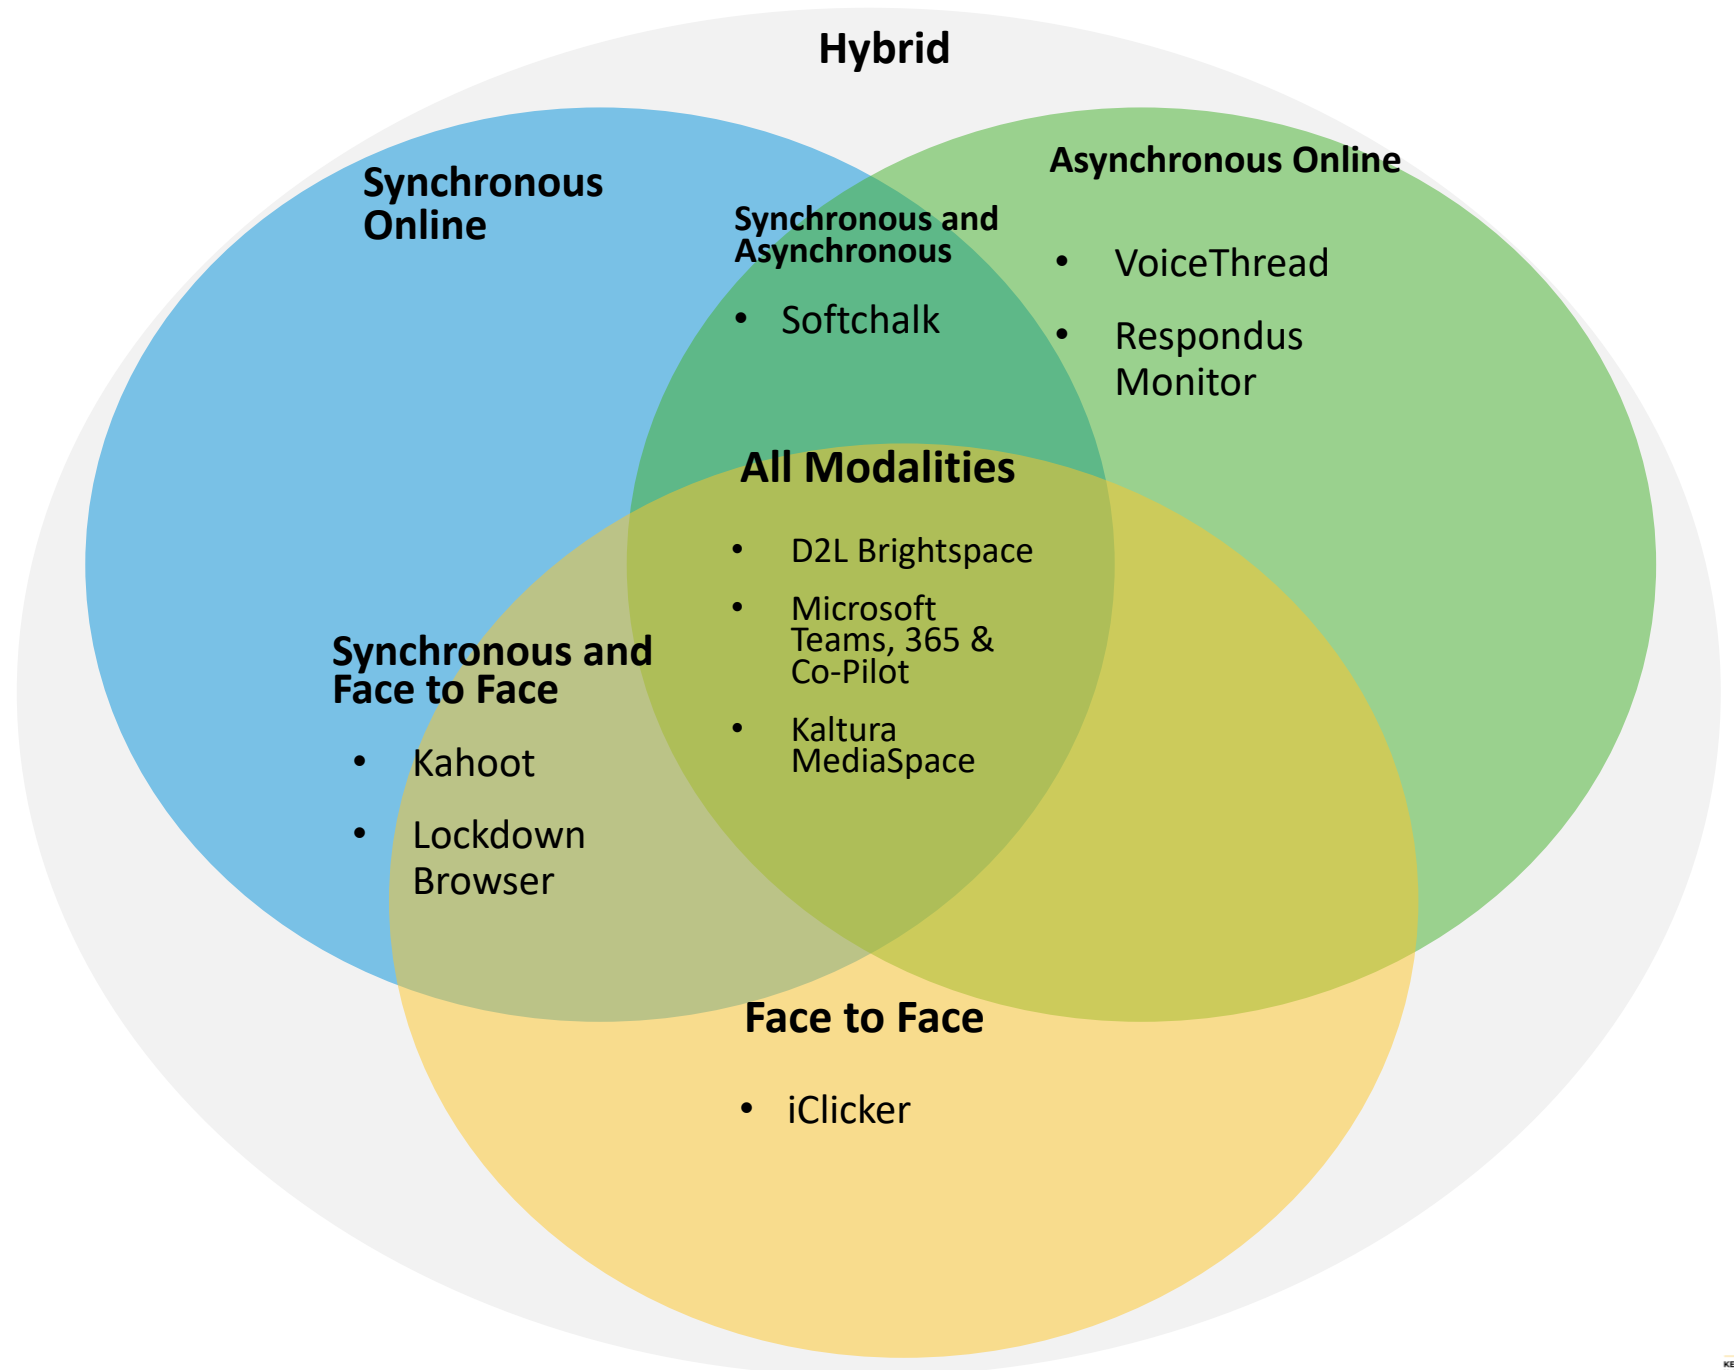 Hybrid
Synchronous
Online
Synchronous and
Asynchronous
• Softchalk
Asynchronous Online
• VoiceThread
• Respondus
Monitor
All Modalities
• D2L Brightspace
• Microsoft
Teams, 365 &
Co-Pilot
• Kaltura
MediaSpace
Synchronous and
Face to Face
• Kahoot
• Lockdown
Browser
Face to Face
• iClicker